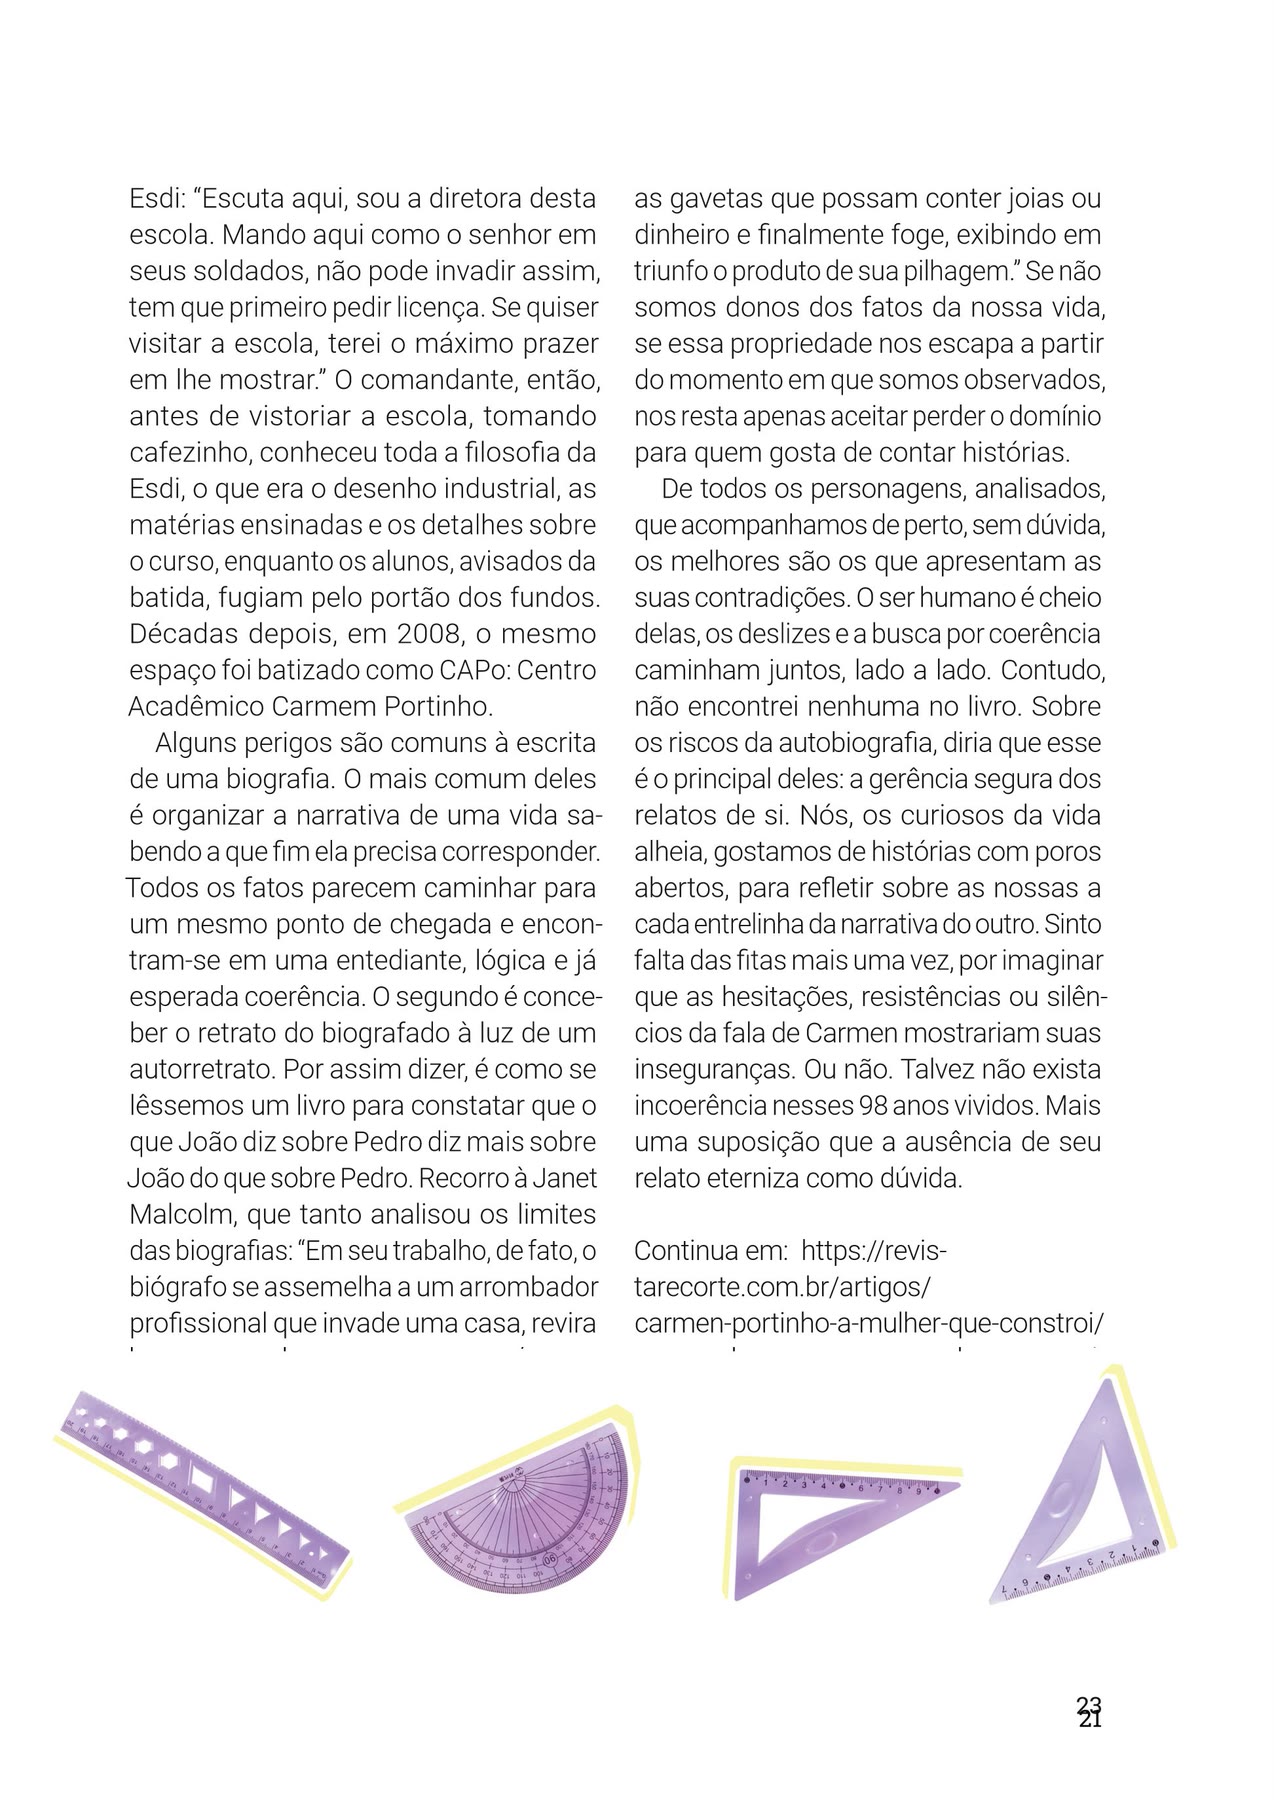 Esdi: “Escuta aqui, sou a diretora desta
escola. Mando aqui como o senhor em
seus soldados, não pode invadir assim,
tem que primeiro pedir licença. Se quiser
visitar a escola, terei o máximo prazer
em lhe mostrar.” O comandante, então,
antes de vistoriar a escola, tomando
cafezinho, conheceu toda a filosofia da
Esdi, o que era o desenho industrial, as
matérias ensinadas e os detalhes sobre
o curso, enquanto os alunos, avisados da
batida, fugiam pelo portão dos fundos.
Décadas depois, em 2008, o mesmo
espaço foi batizado como CAPo: Centro
Acadêmico Carmem Portinho.
Alguns perigos são comuns à escrita
de uma biografia. O mais comum deles
é organizar a narrativa de uma vida sa-
bendo a que fim ela precisa corresponder.
Todos os fatos parecem caminhar para
um mesmo ponto de chegada e encon-
tram-se em uma entediante, lógica e já
esperada coerência. O segundo é conce-
ber o retrato do biografado à luz de um
autorretrato. Por assim dizer, é como se
lêssemos um livro para constatar que o
que João diz sobre Pedro diz mais sobre
João do que sobre Pedro. Recorro à Janet
Malcolm, que tanto analisou os limites
das biografias: “Em seu trabalho, de fato, o
biógrafo se assemelha a um arrombador
profissional que invade uma casa, revira
as gavetas que possam conter joias ou
dinheiro e finalmente foge, exibindo em
triunfo o produto de sua pilhagem.” Se não
somos donos dos fatos da nossa vida,
se essa propriedade nos escapa a partir
do momento em que somos observados,
nos resta apenas aceitar perder o domínio
para quem gosta de contar histórias.
De todos os personagens, analisados,
que acompanhamos de perto, sem dúvida,
os melhores são os que apresentam as
suas contradições. O ser humano é cheio
delas, os deslizes e a busca por coerência
caminham juntos, lado a lado. Contudo,
não encontrei nenhuma no livro. Sobre
os riscos da autobiografia, diria que esse
é o principal deles: a gerência segura dos
relatos de si. Nós, os curiosos da vida
alheia, gostamos de histórias com poros
abertos, para refletir sobre as nossas a
cada entrelinha da narrativa do outro. Sinto
falta das fitas mais uma vez, por imaginar
que as hesitações, resistências ou silên-
cios da fala de Carmen mostrariam suas
inseguranças. Ou não. Talvez não exista
incoerência nesses 98 anos vividos. Mais
uma suposição que a ausência de seu
relato eterniza como dúvida.
Continua em: https://revis-
tarecorte.com.br/artigos/
carmen-portinho-a-mulher-que-constroi/
23
21